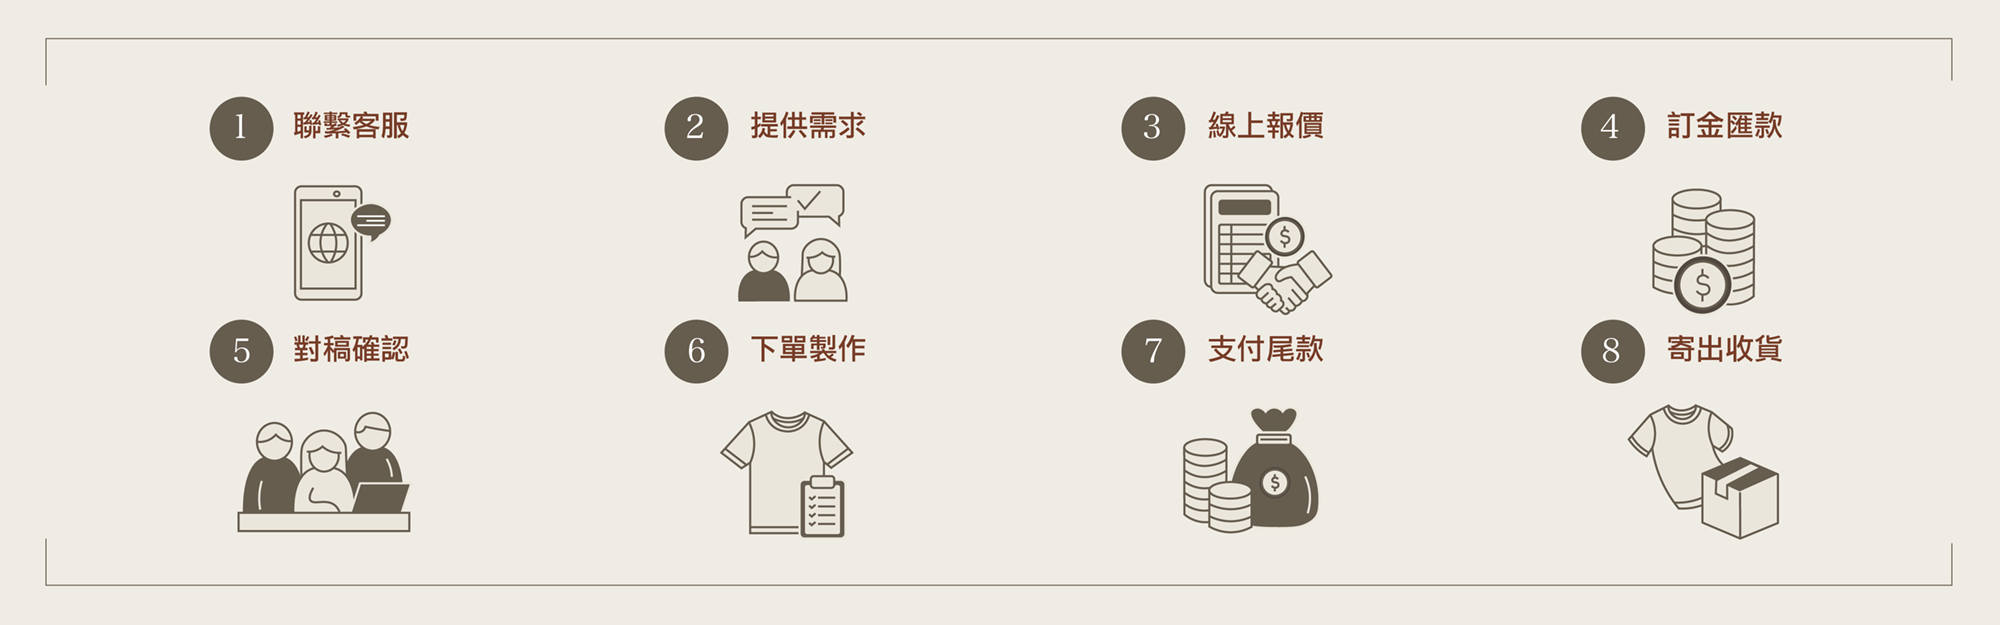 1 聯繫客服
2 提供需求
3 線上報價
4 訂金匯款
$
$
5 對稿確認
6 下單製作
7 支付尾款
8 寄出收貨
$